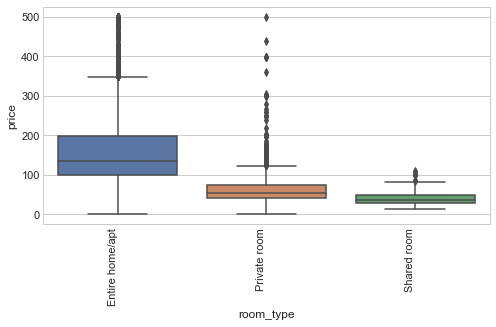 500
400
300
200
100
0
price
Entire home/apt
Private room
Shared room
room_type